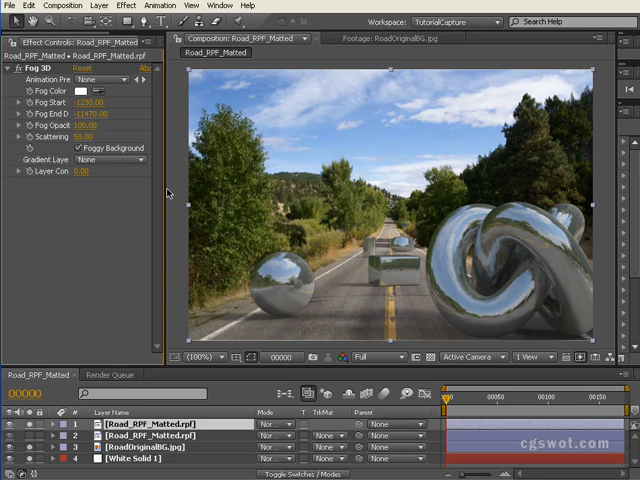 File Edit Composition Layer Effect Animation View Window Help
Workspace: TutorialCapture Search Help
Effect Controls: Road_RPF_Matted
Composition: Road_RPF_Matted Footage: RoadOriginalBG.jpg
Road_RPF_Matted
Road_RPF_Matted • Road_RPF_Matted.rpf
fx Fog 3D Reset Abc
Animation Pre None
Fog Color
Fog Start -1230.00
Fog End D -11470.00
Fog Opacit 100.00
Scattering 50.00
Foggy Background
Gradient Laye None
Layer Con 0.00
(100%) 00000 Full Active Camera 1 View
Road_RPF_Matted Render Queue
00000
# Layer Name Mode T TrkMat Parent
00050 00100 00150
1 [Road_RPF_Matted.rpf] Nor... None
2 [Road_RPF_Matted.rpf] Nor... None None
3 [RoadOriginalBG.jpg] Nor... None None
4 [White Solid 1] Nor... None None
cgswot.com
Toggle Switches / Modes